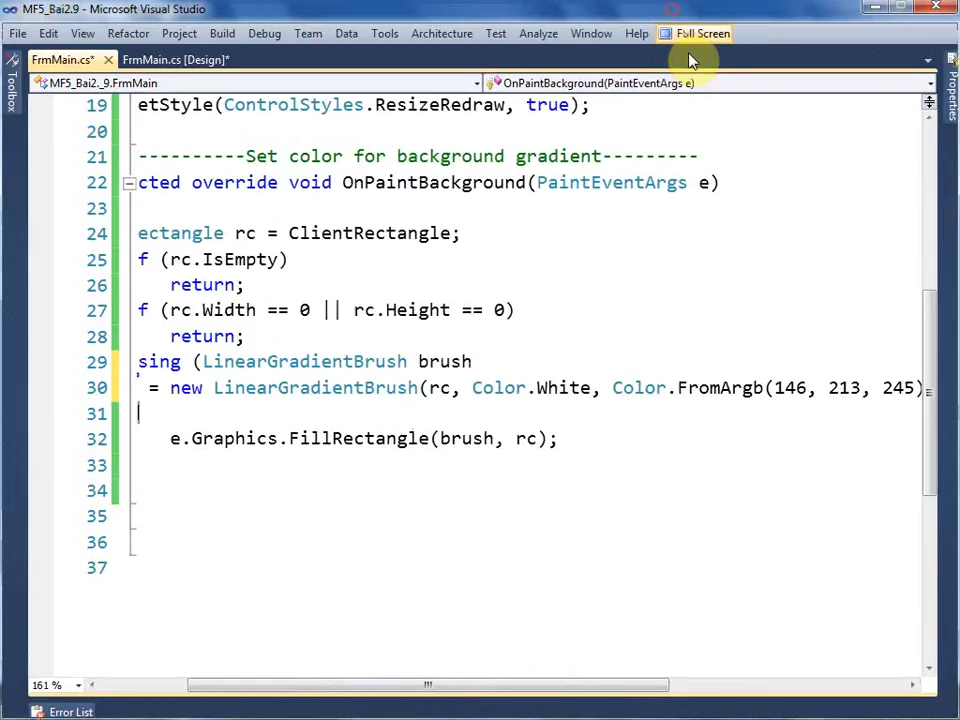 MF5_Bai2.9 - Microsoft Visual Studio
File Edit View Refactor Project Build Debug Team Data Tools Architecture Test Analyze Window Help Full Screen
FrmMain.cs* FrmMain.cs [Design]*
Toolbox
Properties
MF5_Bai2._9.FrmMain OnPaintBackground(PaintEventArgs e)
19 etStyle(ControlStyles.ResizeRedraw, true);
20
21 ----------Set color for background gradient---------
22 cted override void OnPaintBackground(PaintEventArgs e)
23
24 ectangle rc = ClientRectangle;
25 f (rc.IsEmpty)
26 return;
27 f (rc.Width == 0 || rc.Height == 0)
28 return;
29 sing (LinearGradientBrush brush
30 = new LinearGradientBrush(rc, Color.White, Color.FromArgb(146, 213, 245)
31
32 e.Graphics.FillRectangle(brush, rc);
33
34
35
36
37
161 %
Error List